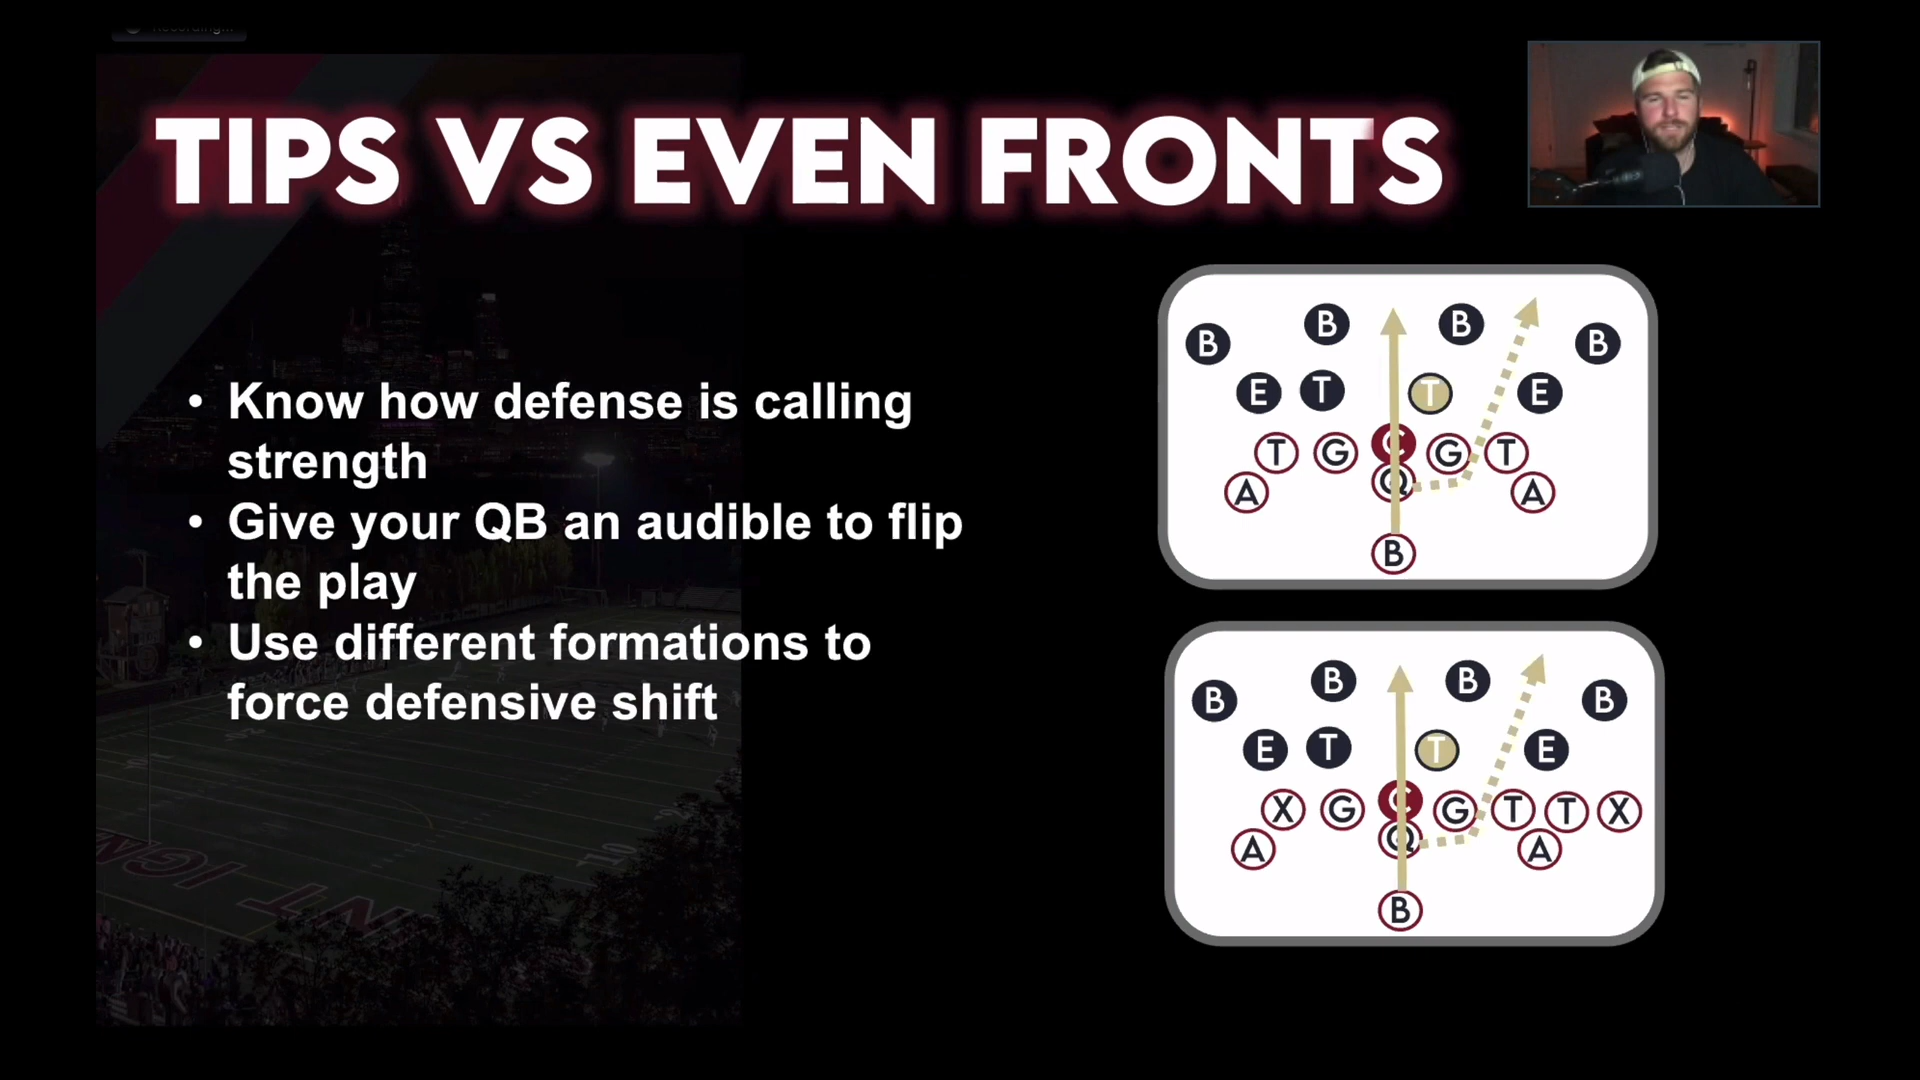 Recording...
TIPS VS EVEN FRONTS
• Know how defense is calling
strength
• Give your QB an audible to flip
the play
• Use different formations to
force defensive shift
B B B B
E T T E
T G C G T
A Q A
B
B B B B
E T T E
X G C G T T X
A Q A
B